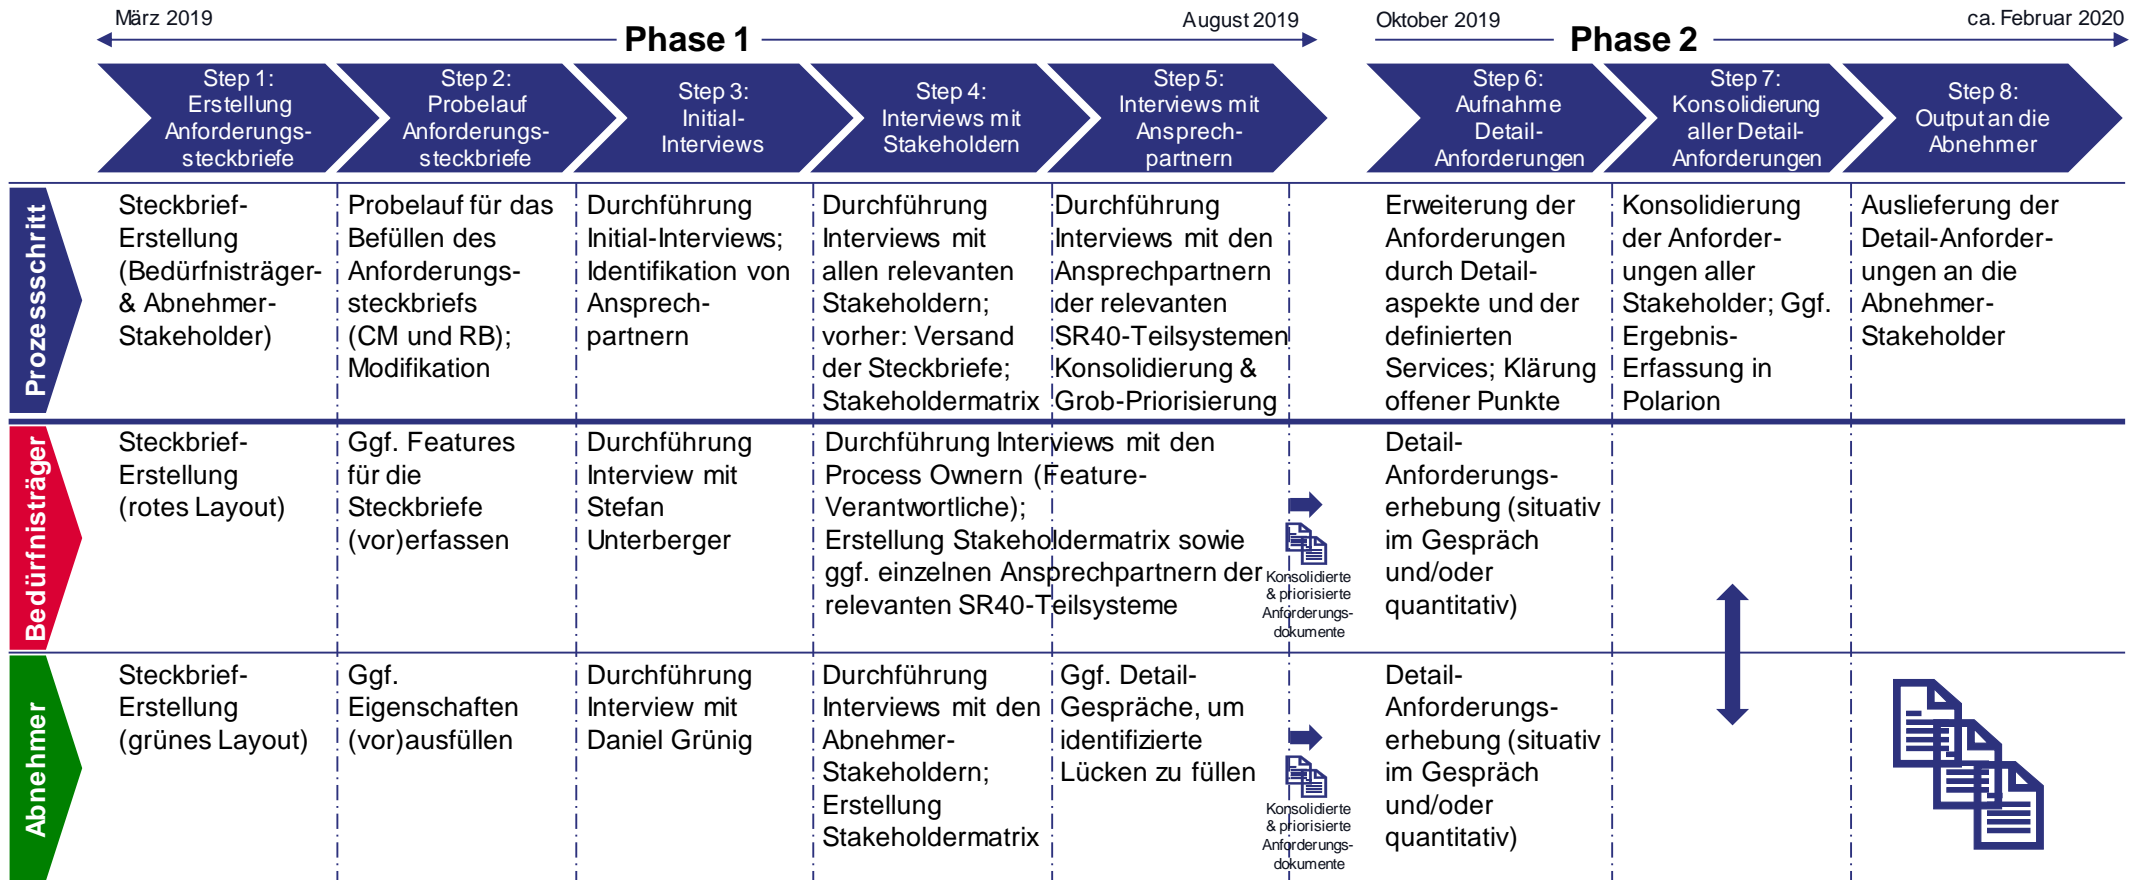 März 2019
August 2019
Oktober 2019
ca. Februar 2020
Phase 1
Phase 2
Step 1:
Erstellung
Anforderungs-
steckbriefe
Step 2:
Probelauf
Anforderungs-
steckbriefe
Step 3:
Initial-
Interviews
Step 4:
Interviews mit
Stakeholdern
Step 5:
Interviews mit
Ansprech-
partnern
Step 6:
Aufnahme
Detail-
Anforderungen
Step 7:
Konsolidierung
aller Detail-
Anforderungen
Step 8:
Output an die
Abnehmer
Prozessschritt
Steckbrief-
Erstellung
(Bedürfnisträger-
& Abnehmer-
Stakeholder)
Probelauf für das
Befüllen des
Anforderungs-
steckbriefs
(CM und RB);
Modifikation
Durchführung
Initial-Interviews;
Identifikation von
Ansprech-
partnern
Durchführung
Interviews mit
allen relevanten
Stakeholdern;
vorher: Versand
der Steckbriefe;
Stakeholdermatrix
Durchführung
Interviews mit den
Ansprechpartnern
der relevanten
SR40-Teilsystemen
Konsolidierung &
Grob-Priorisierung
Erweiterung der
Anforderungen
durch Detail-
aspekte und der
definierten
Services; Klärung
offener Punkte
Konsolidierung
der Anforder-
ungen aller
Stakeholder; Ggf.
Ergebnis-
Erfassung in
Polarion
Auslieferung der
Detail-Anforder-
ungen an die
Abnehmer-
Stakeholder
Bedürfnisträger
Steckbrief-
Erstellung
(rotes Layout)
Ggf. Features
für die
Steckbriefe
(vor)erfassen
Durchführung
Interview mit
Stefan
Unterberger
Durchführung Interviews mit den
Process Ownern (Feature-
Verantwortliche);
Erstellung Stakeholdermatrix sowie
ggf. einzelnen Ansprechpartnern der
relevanten SR40-Teilsysteme
Konsolidierte
& priorisierte
Anforderungs-
dokumente
Detail-
Anforderungs-
erhebung (situativ
im Gespräch
und/oder
quantitativ)
Abnehmer
Steckbrief-
Erstellung
(grünes Layout)
Ggf.
Eigenschaften
(vor)ausfüllen
Durchführung
Interview mit
Daniel Grünig
Durchführung
Interviews mit den
Abnehmer-
Stakeholdern;
Erstellung
Stakeholdermatrix
Ggf. Detail-
Gespräche, um
identifizierte
Lücken zu füllen
Konsolidierte
& priorisierte
Anforderungs-
dokumente
Detail-
Anforderungs-
erhebung (situativ
im Gespräch
und/oder
quantitativ)